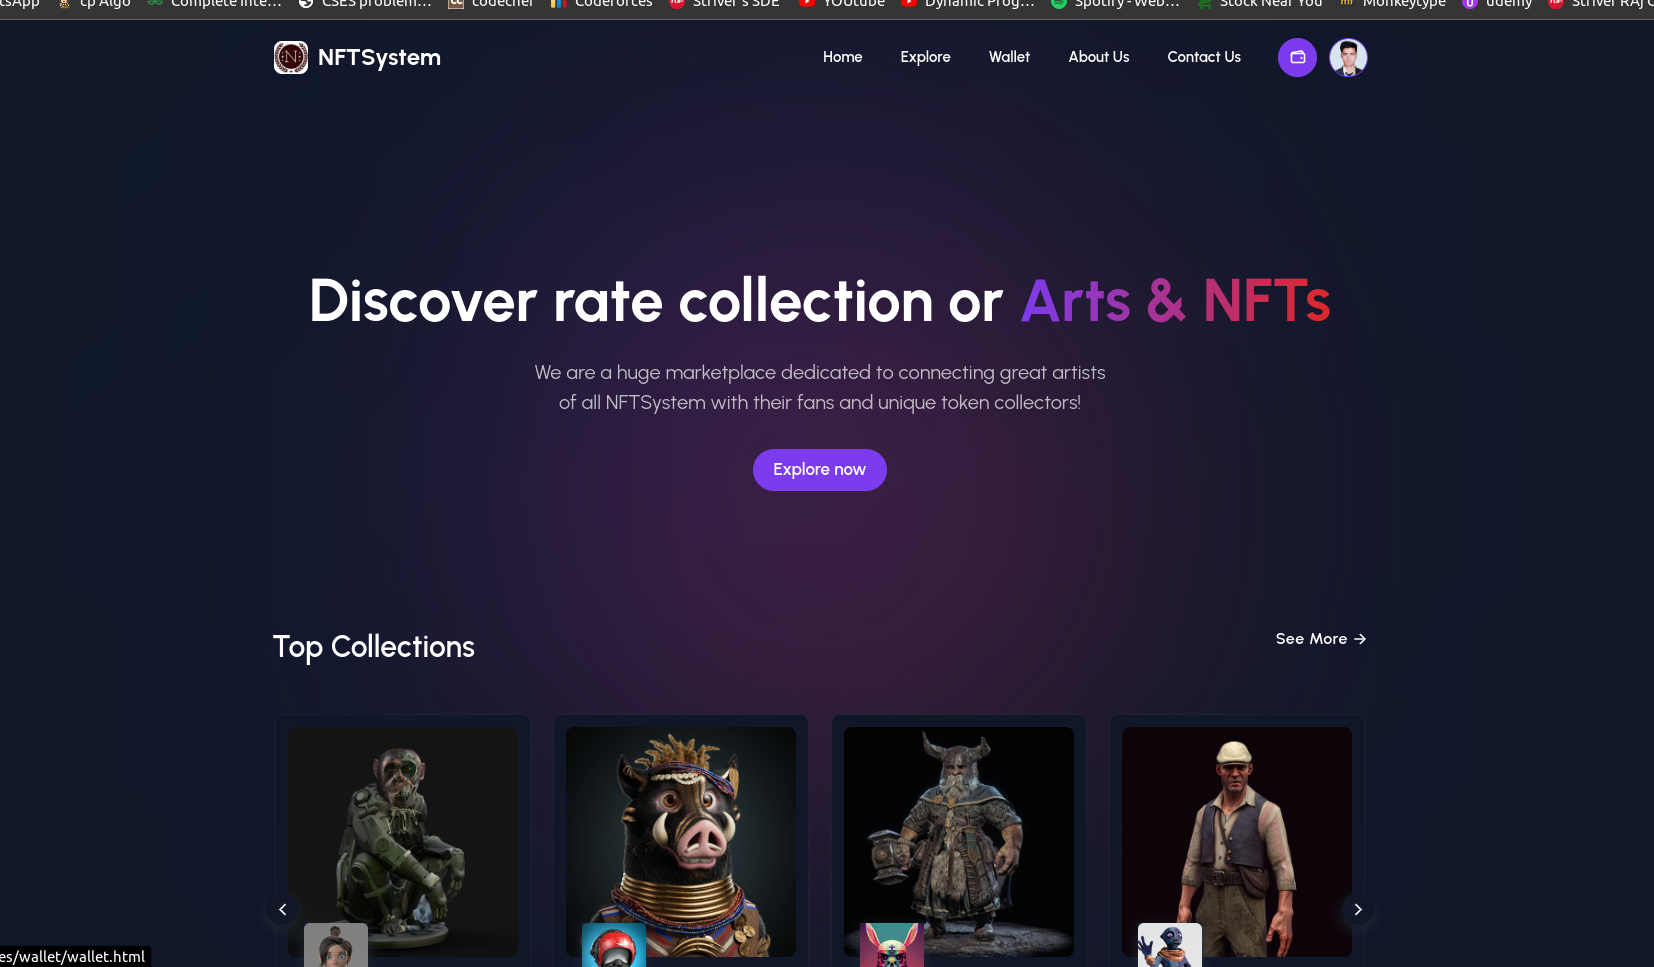 tsApp cp Algo Complete Inte... CSES problem... codechef Codeforces Striver's SDE YOUtube Dynamic Prog... Spotify - Web... Stock Near You Monkeytype udemy Striver RAJ C
NFTSystem Home Explore Wallet About Us Contact Us
Discover rate collection or Arts & NFTs
We are a huge marketplace dedicated to connecting great artists
of all NFTSystem with their fans and unique token collectors!
Explore now
Top Collections See More →
es/wallet/wallet.html